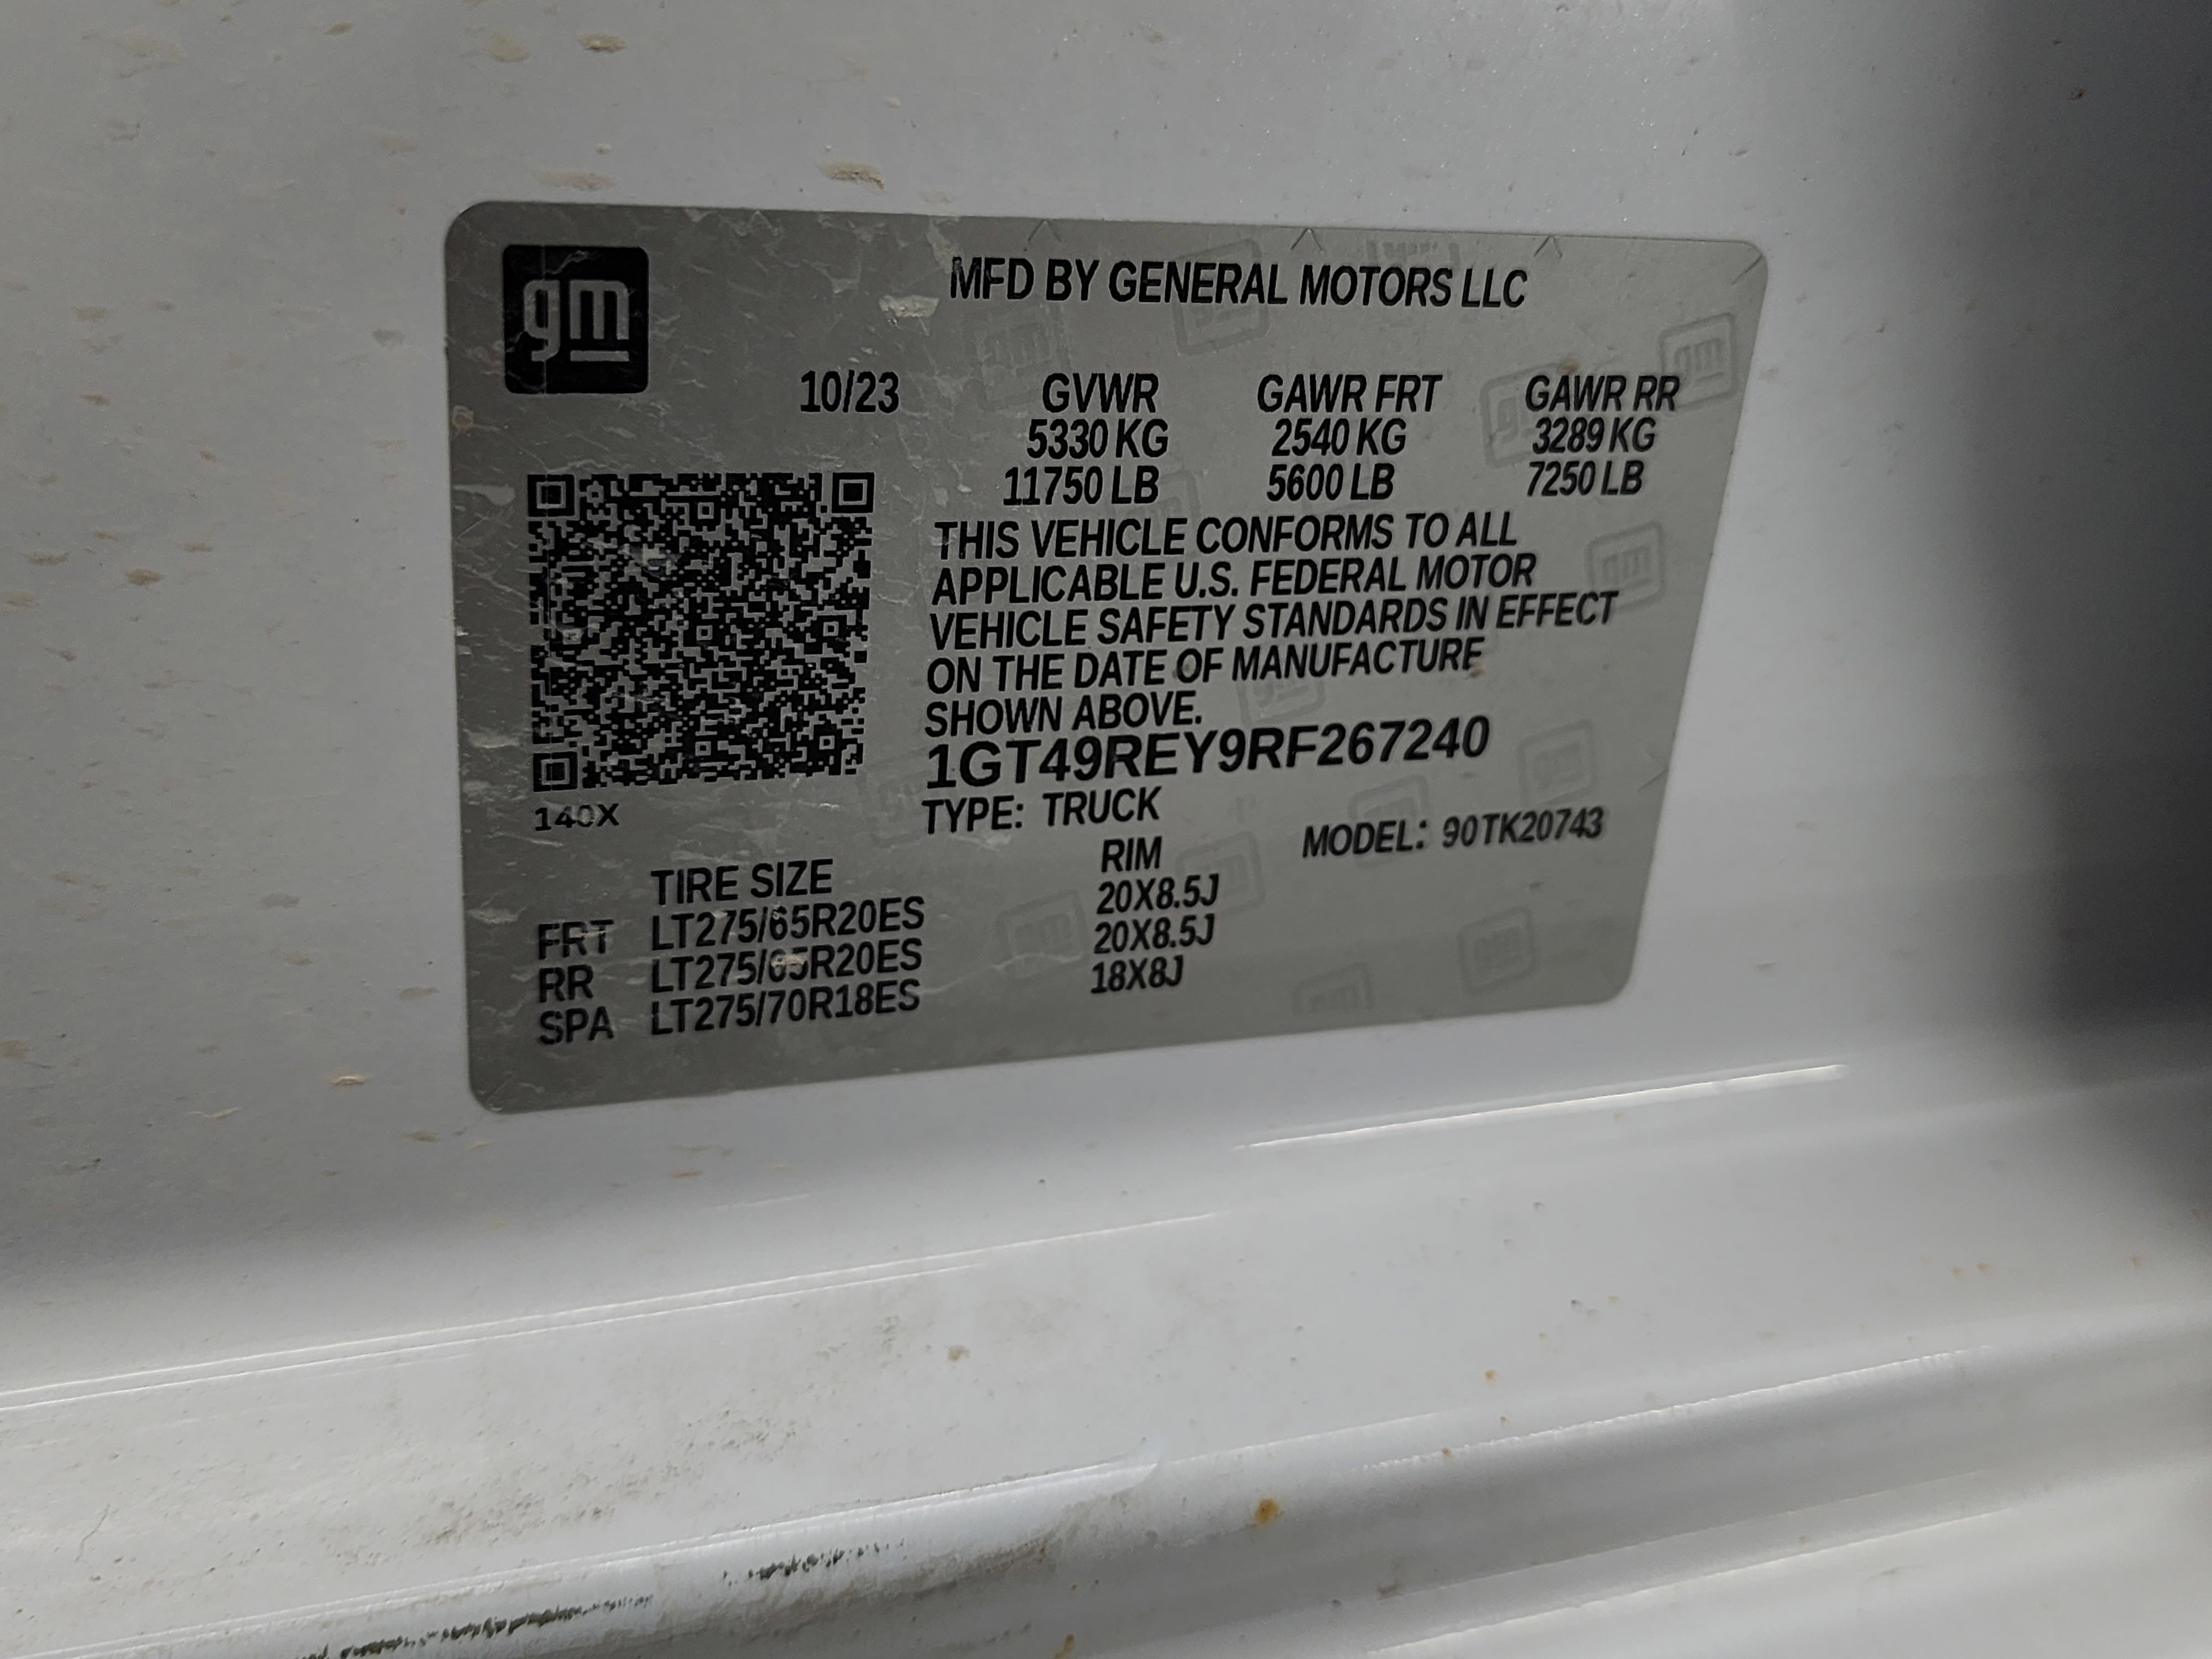 gm
MFD BY GENERAL MOTORS LLC
10/23 GVWR GAWR FRT GAWR RR
5330 KG 2540 KG 3289 KG
11750 LB 5600 LB 7250 LB
THIS VEHICLE CONFORMS TO ALL
APPLICABLE U.S. FEDERAL MOTOR
VEHICLE SAFETY STANDARDS IN EFFECT
ON THE DATE OF MANUFACTURE
SHOWN ABOVE.
1GT49REY9RF267240
140X
TYPE: TRUCK MODEL: 90TK20743
TIRE SIZE RIM
FRT LT275/65R20ES 20X8.5J
RR LT275/65R20ES 20X8.5J
SPA LT275/70R18ES 18X8J